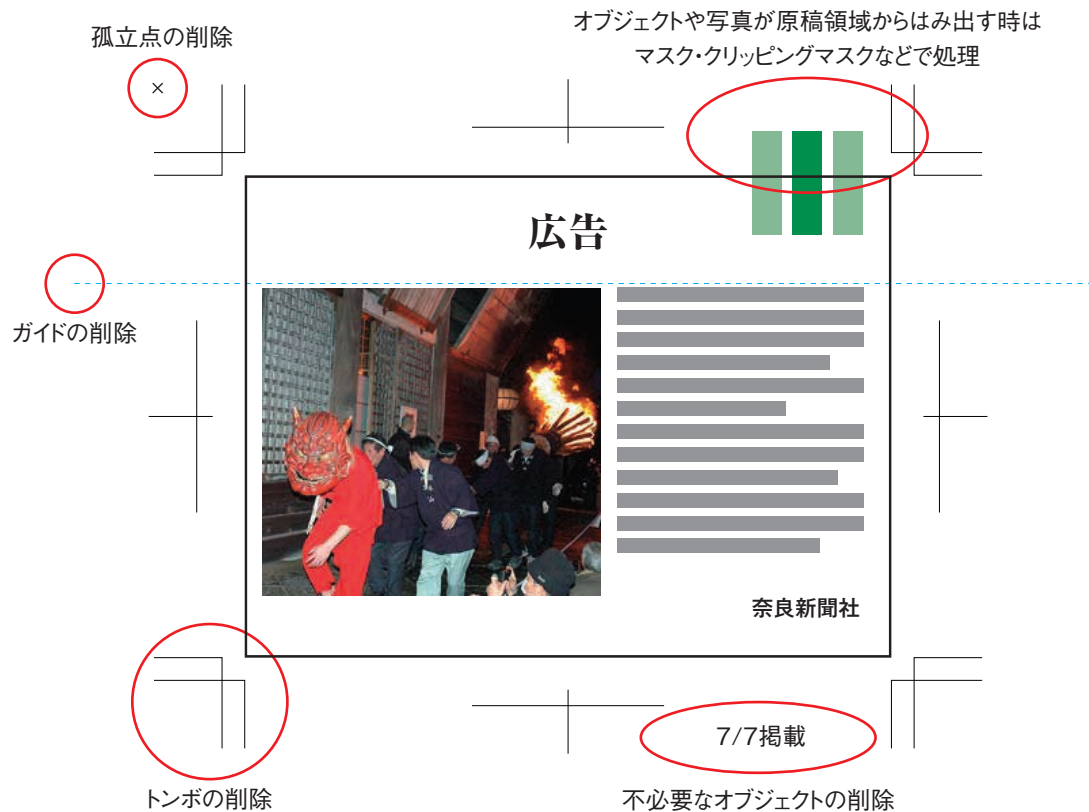 オブジェクトや写真が原稿領域からはみ出す時は
マスク・クリッピングマスクなどで処理
孤立点の削除
×
広告
ガイドの削除
奈良新聞社
7/7掲載
トンボの削除
不必要なオブジェクトの削除